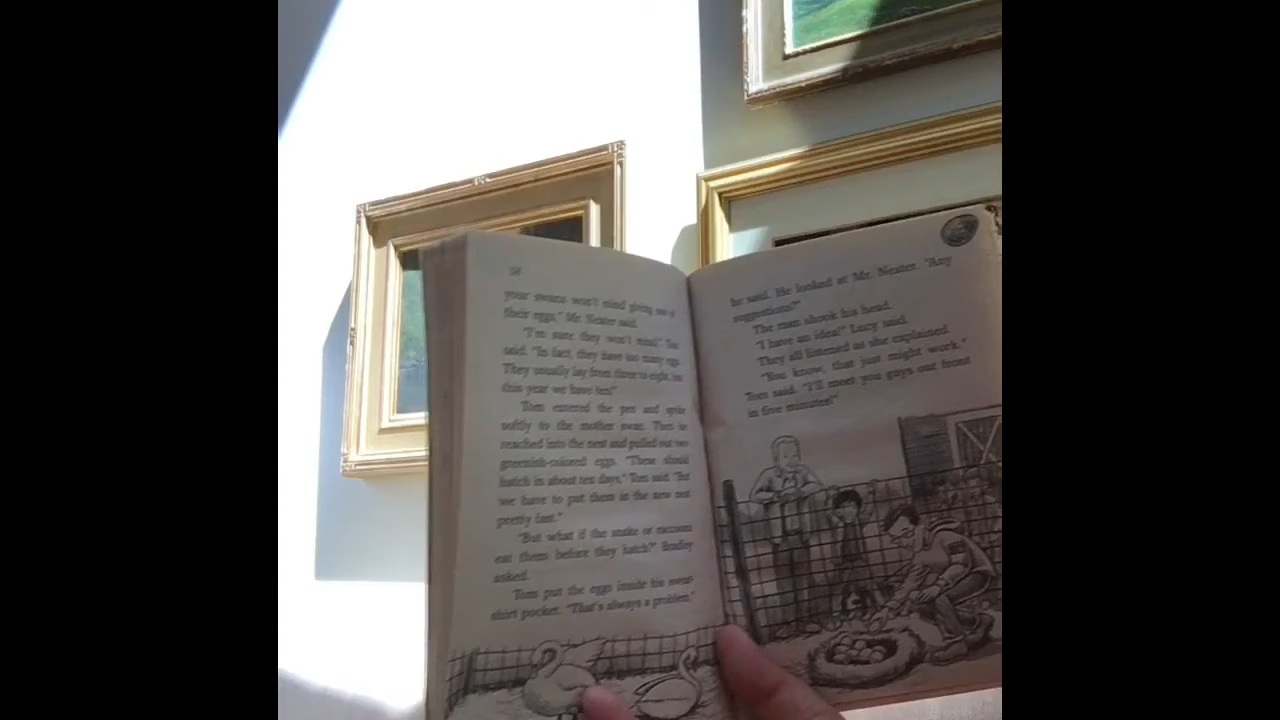 your swans won't mind giving me of
their eggs," Mr. Neater said.
"I'm sure they won't mind!" Tom
said. "In fact, they have too many eggs.
They usually lay from three to eight, but
this year we have ten!"
Tom entered the pen and spoke
softly to the mother swan. Then he
reached into the nest and pulled out two
greenish-colored eggs. "These should
hatch in about ten days," Tom said. "But
we have to put them in the new nest
pretty fast."
"But what if the snake or raccoon
eat them before they hatch?" Bradley
asked.
Tom put the eggs inside his sweat-
shirt pocket. "That's always a problem,"
he said. He looked at Mr. Neater. "Any
suggestions?"
The man shook his head.
"I have an idea!" Lucy said.
They all listened as she explained.
"You know, that just might work,"
Tom said. "I'll meet you guys out front
in five minutes!"